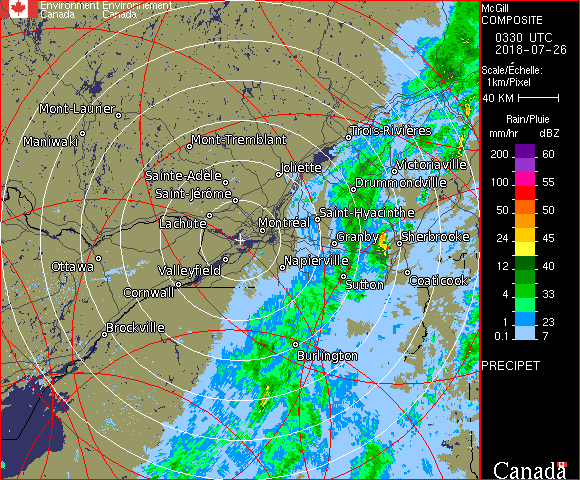 Environment Environnement
Canada Canada
McGill
COMPOSITE
0330 UTC
2018-07-26
Scale/Échelle:
1km/Pixel
40 KM
Rain/Pluie
mm/hr dBZ
200 60
100 55
50 50
24 45
12 40
4 33
1 23
0.1 7
PRECIPET
Canada
Mont-Laurier
Maniwaki
Mont-Tremblant
Trois-Rivières
Joliette
Victoriaville
Sainte-Adèle
Drummondville
Saint-Jérôme
Lachute
Saint-Hyacinthe
Montréal
Granby
Sherbrooke
Ottawa
Valleyfield
Napierville
Coaticook
Sutton
Cornwall
Brockville
Burlington